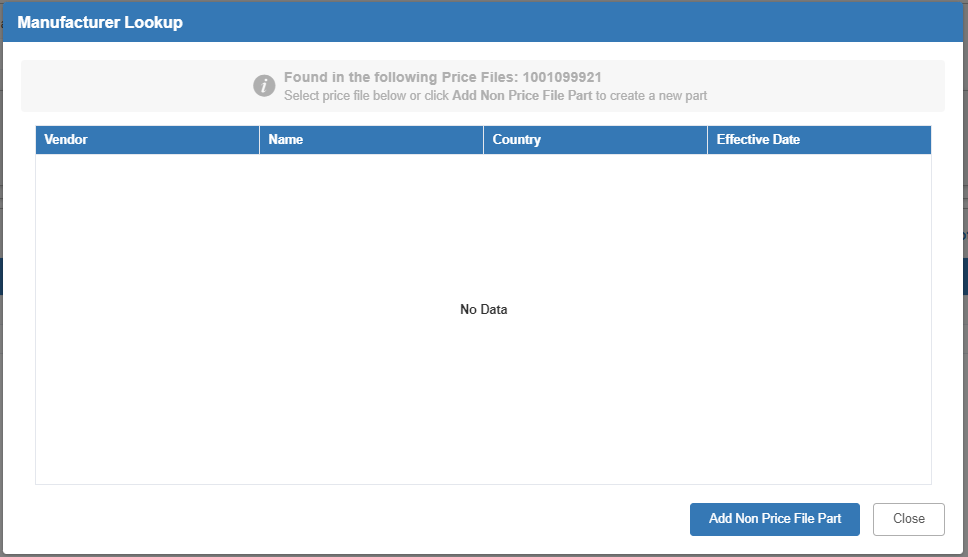 Manufacturer Lookup
Found in the following Price Files: 1001099921
Select price file below or click Add Non Price File Part to create a new part
Vendor Name Country Effective Date
No Data
Add Non Price File Part Close